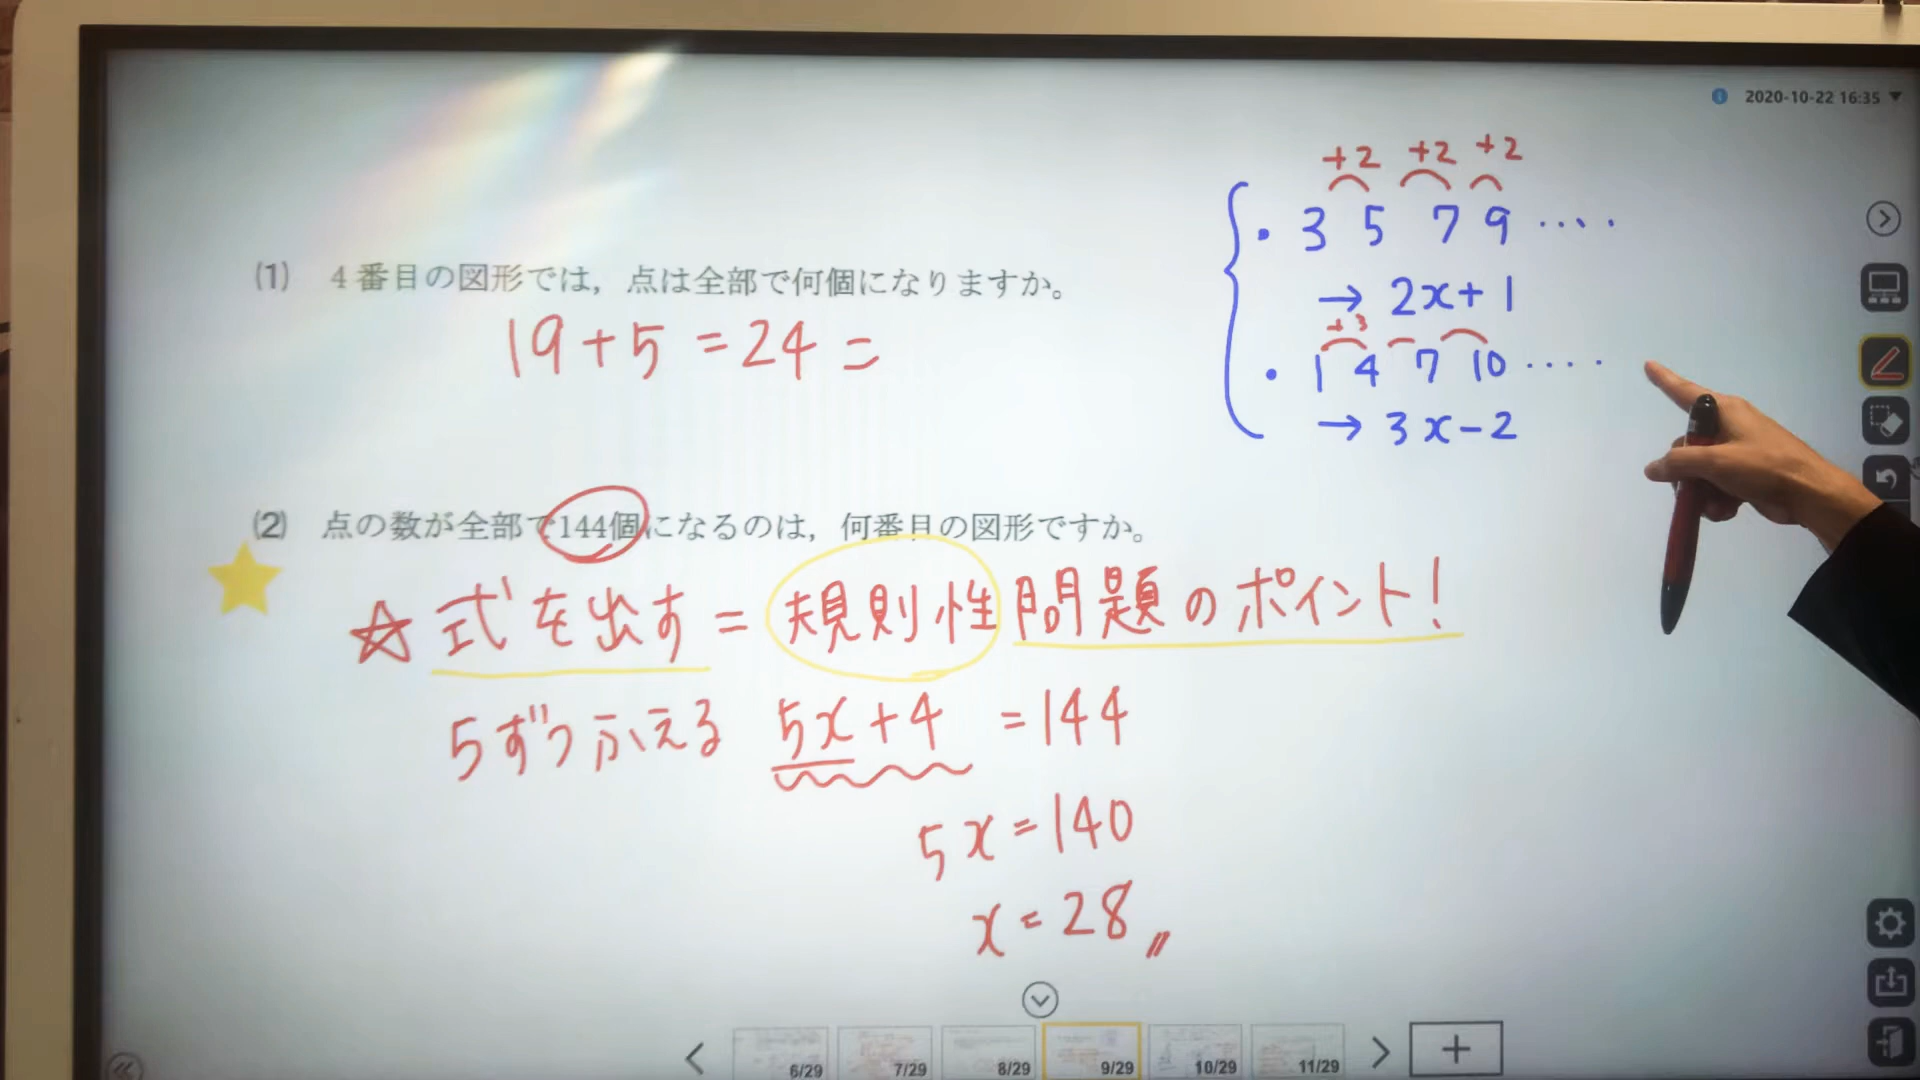 2020-10-22 16:35
+2 +2 +2
・ 3 5 7 9 ‥‥
→ 2x+1
+3
・ 1 4 7 10 ‥‥
→ 3x-2
(1) 4番目の図形では，点は全部で何個になりますか。
19+5=24
(2) 点の数が全部で144個になるのは，何番目の図形ですか。
☆式を出す=規則性問題のポイント!
5ずつふえる 5x+4 =144
5x=140
x=28
6/29 7/29 8/29 9/29 10/29 11/29